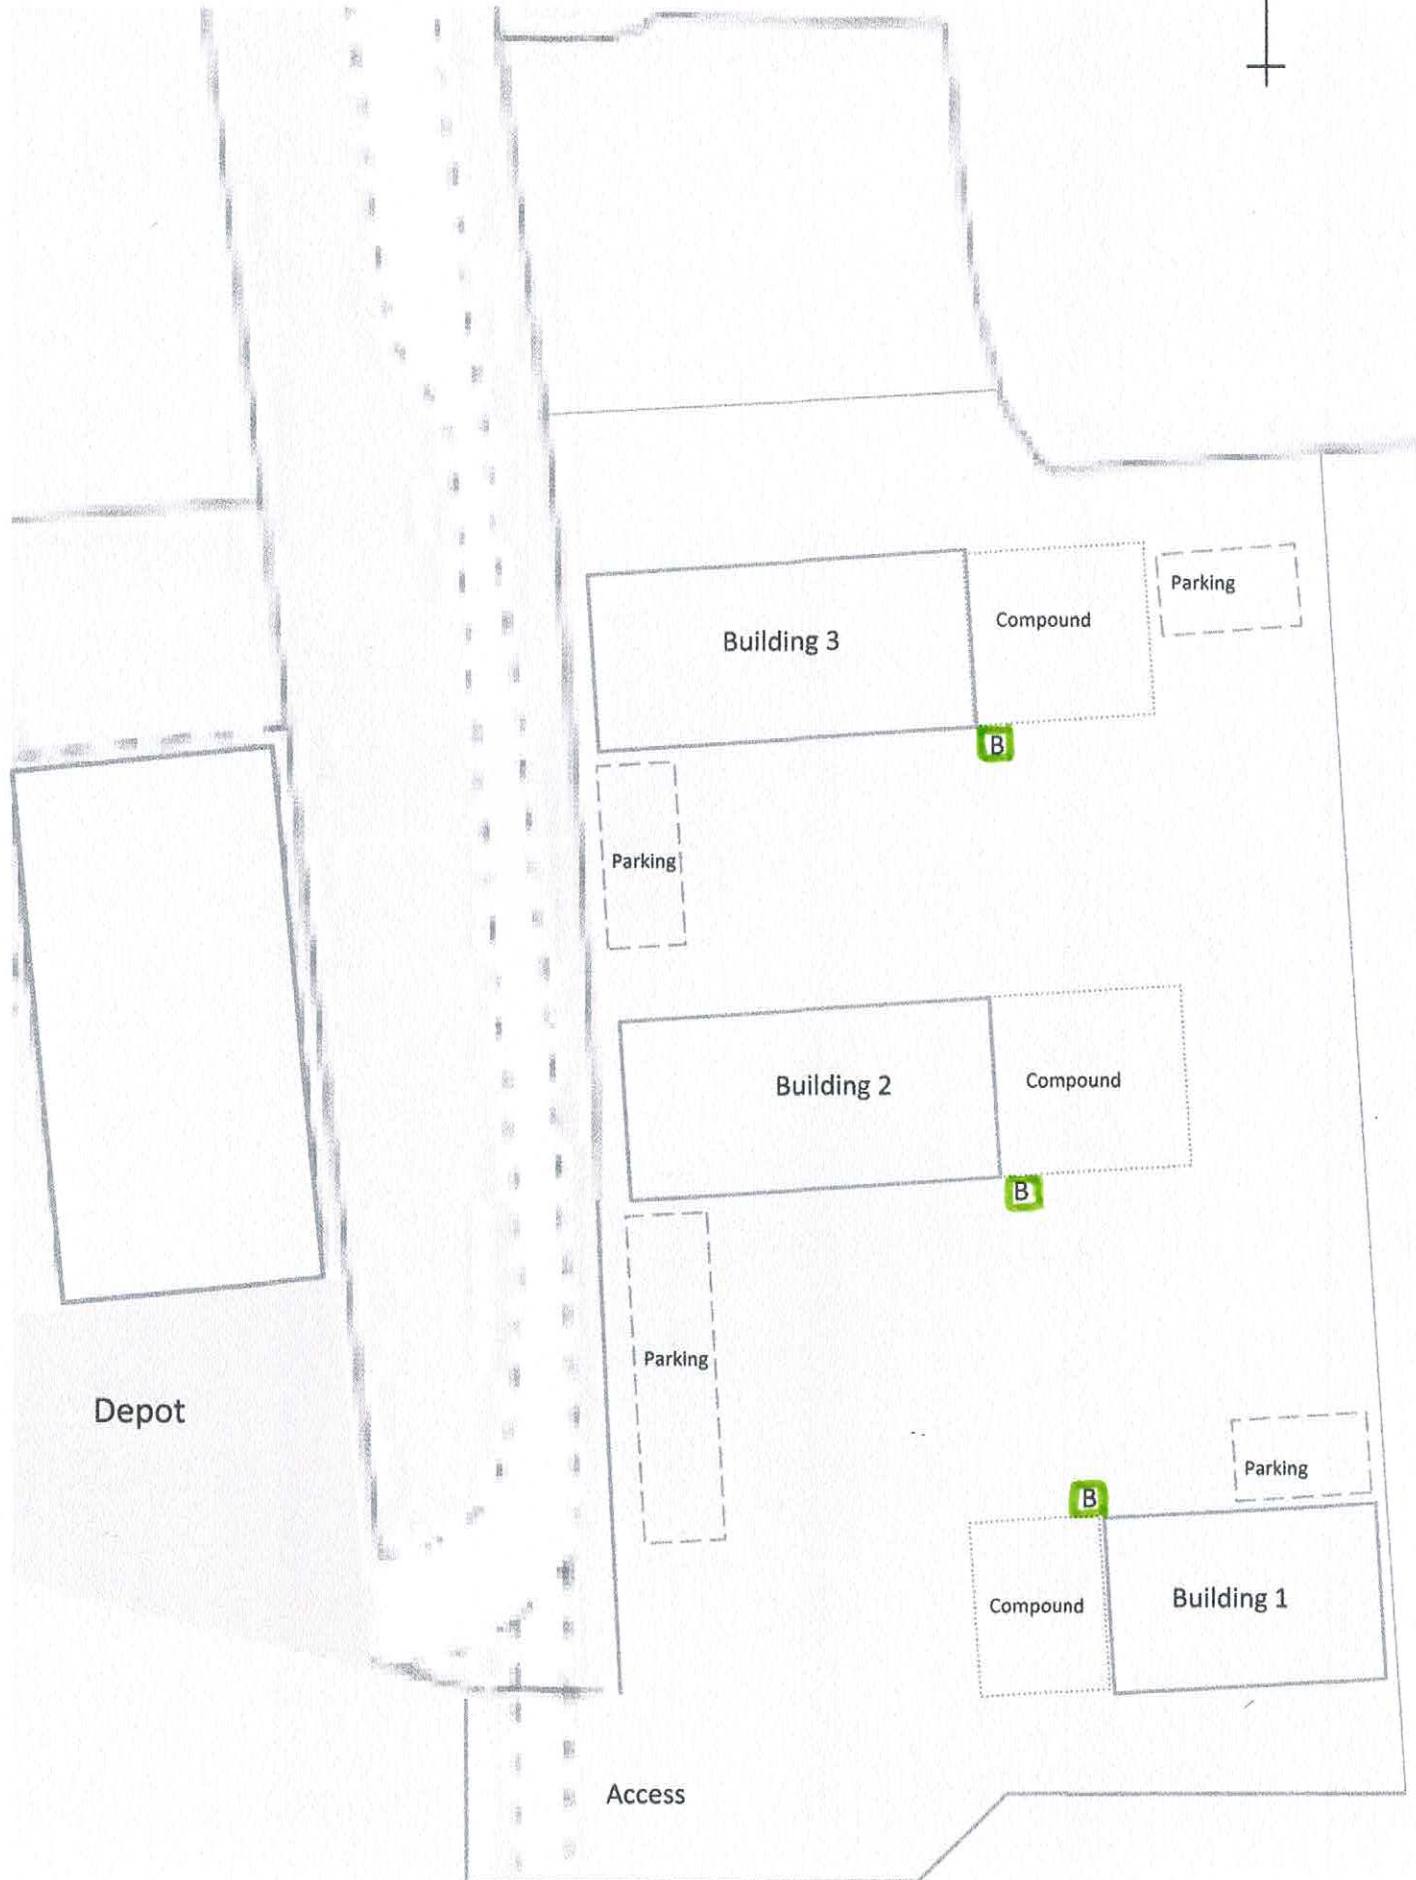 Parking
Compound
Building 3
B
Parking
Compound
Building 2
B
Parking
Depot
Parking
B
Building 1
Compound
Access